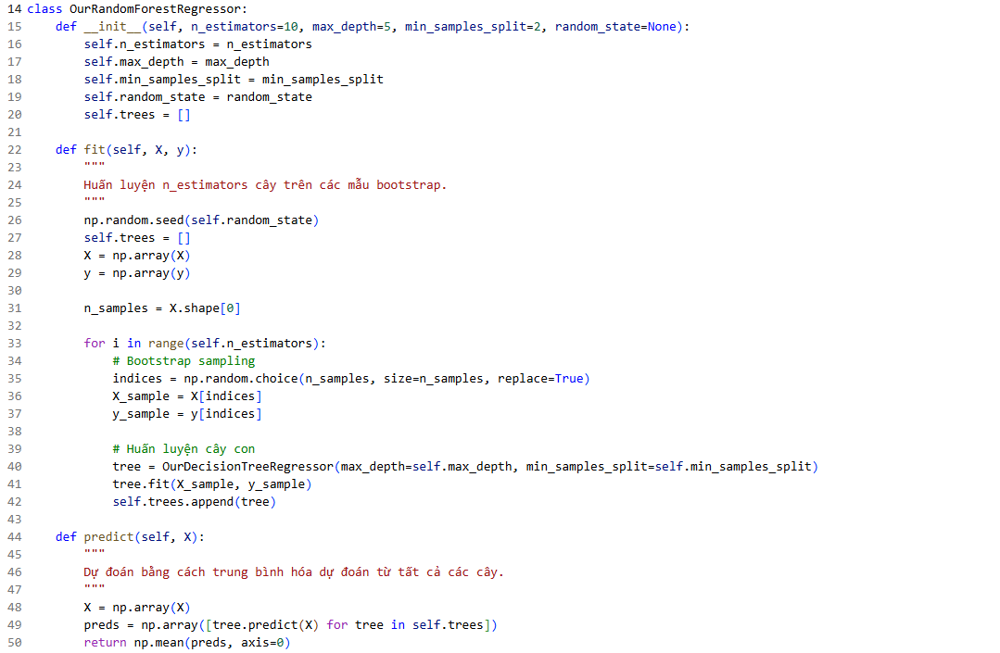 14 class OurRandomForestRegressor:
15     def __init__(self, n_estimators=10, max_depth=5, min_samples_split=2, random_state=None):
16         self.n_estimators = n_estimators
17         self.max_depth = max_depth
18         self.min_samples_split = min_samples_split
19         self.random_state = random_state
20         self.trees = []
21
22     def fit(self, X, y):
23         """
24         Huấn luyện n_estimators cây trên các mẫu bootstrap.
25         """
26         np.random.seed(self.random_state)
27         self.trees = []
28         X = np.array(X)
29         y = np.array(y)
30
31         n_samples = X.shape[0]
32
33         for i in range(self.n_estimators):
34             # Bootstrap sampling
35             indices = np.random.choice(n_samples, size=n_samples, replace=True)
36             X_sample = X[indices]
37             y_sample = y[indices]
38
39             # Huấn luyện cây con
40             tree = OurDecisionTreeRegressor(max_depth=self.max_depth, min_samples_split=self.min_samples_split)
41             tree.fit(X_sample, y_sample)
42             self.trees.append(tree)
43
44     def predict(self, X):
45         """
46         Dự đoán bằng cách trung bình hóa dự đoán từ tất cả các cây.
47         """
48         X = np.array(X)
49         preds = np.array([tree.predict(X) for tree in self.trees])
50         return np.mean(preds, axis=0)